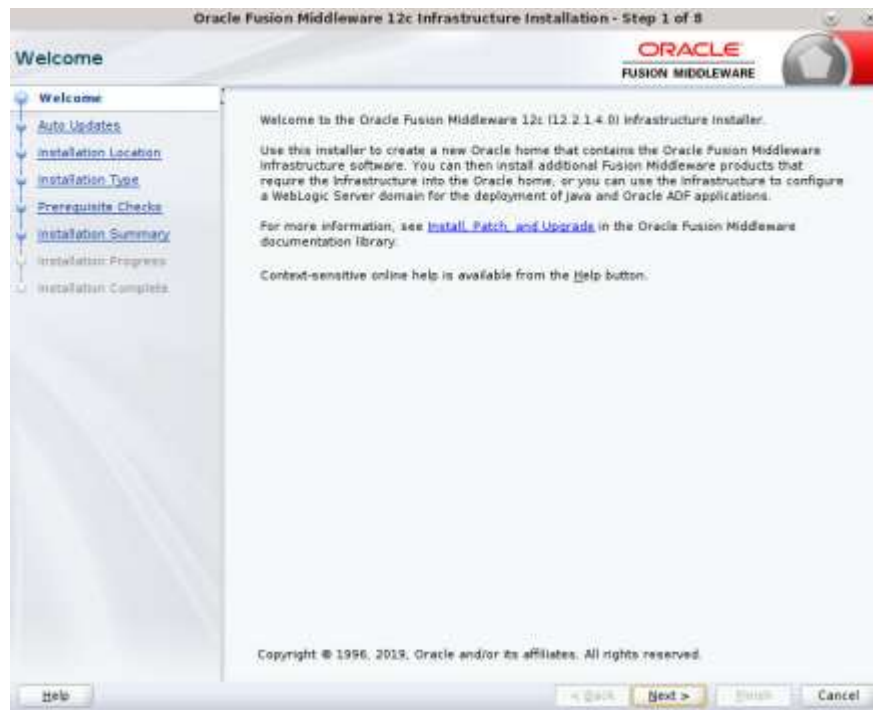 Oracle Fusion Middleware 12c Infrastructure Installation - Step 1 of 8
Welcome
ORACLE
FUSION MIDDLEWARE
Welcome
Auto Updates
Installation Location
Installation Type
Prerequisite Checks
Installation Summary
Installation Progress
Installation Complete
Welcome to the Oracle Fusion Middleware 12c (12.2.1.4.0) Infrastructure Installer.
Use this installer to create a new Oracle home that contains the Oracle Fusion Middleware
Infrastructure software. You can then install additional Fusion Middleware products that
require the Infrastructure into the Oracle home, or you can use the Infrastructure to configure
a WebLogic Server domain for the deployment of Java and Oracle ADF applications.
For more information, see Install, Patch, and Upgrade in the Oracle Fusion Middleware
documentation library.
Context-sensitive online help is available from the Help button.
Copyright © 1996, 2019, Oracle and/or its affiliates. All rights reserved.
Help
< Back
Next >
Finish
Cancel